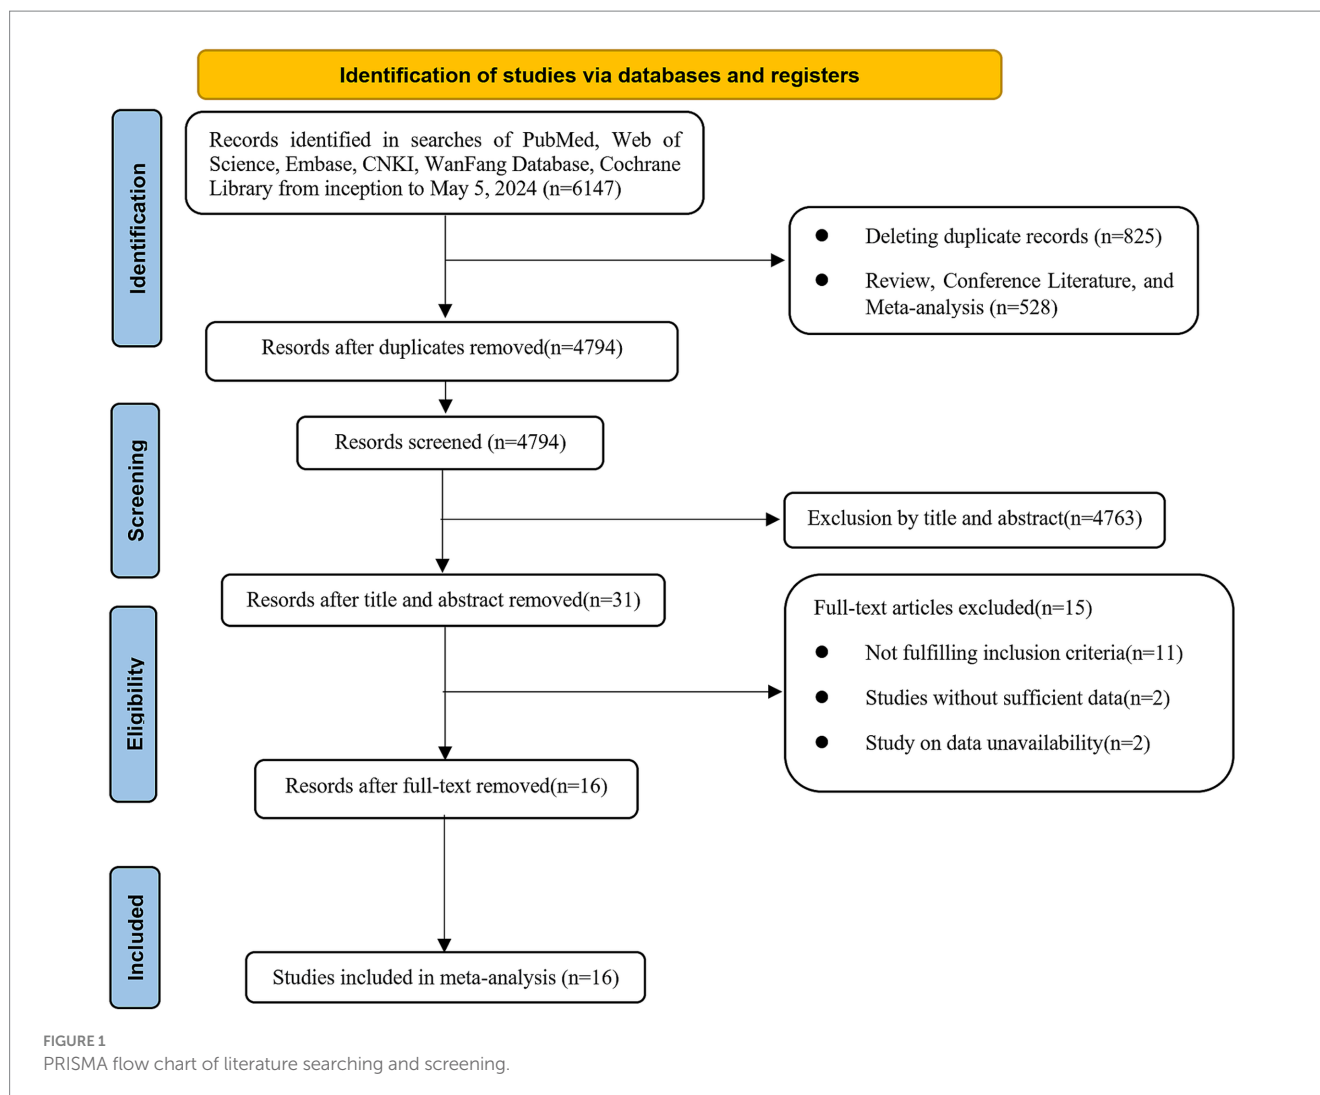 Identification of studies via databases and registers
Identification
Records identified in searches of PubMed, Web of
Science, Embase, CNKI, WanFang Database, Cochrane
Library from inception to May 5, 2024 (n=6147)
● Deleting duplicate records (n=825)
● Review, Conference Literature, and
Meta-analysis (n=528)
Resords after duplicates removed(n=4794)
Screening
Resords screened (n=4794)
Exclusion by title and abstract(n=4763)
Resords after title and abstract removed(n=31)
Eligibility
Full-text articles excluded(n=15)
● Not fulfilling inclusion criteria(n=11)
● Studies without sufficient data(n=2)
● Study on data unavailability(n=2)
Resords after full-text removed(n=16)
Included
Studies included in meta-analysis (n=16)
FIGURE 1
PRISMA flow chart of literature searching and screening.